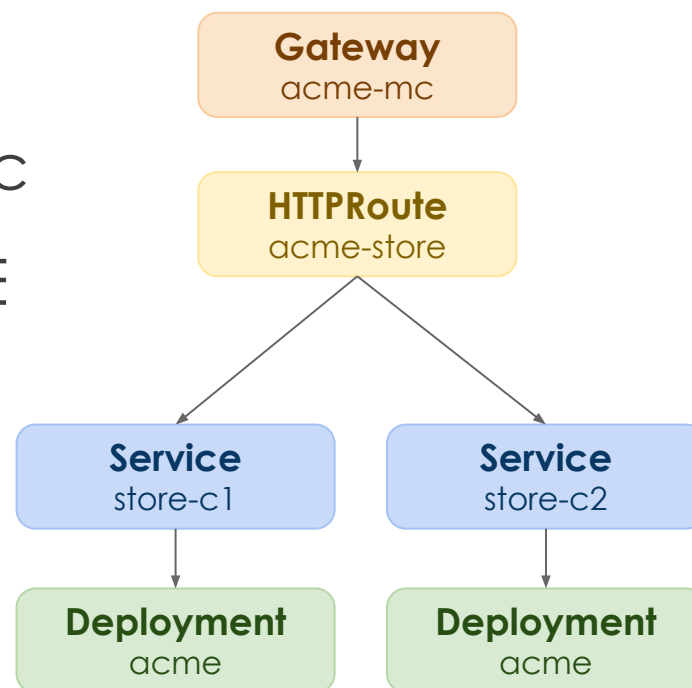 Gateway
acme-mc
C
HTTPRoute
acme-store
E
Service
store-c1
Service
store-c2
Deployment
acme
Deployment
acme